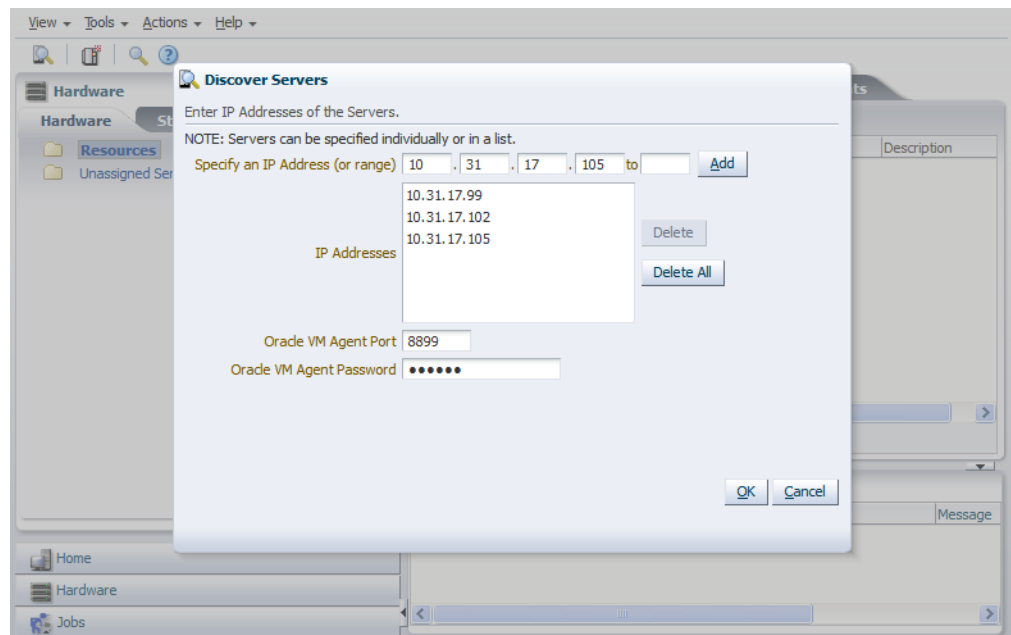 View Tools Actions Help
Discover Servers
Hardware
Enter IP Addresses of the Servers.
Hardware
NOTE: Servers can be specified individually or in a list.
Resources
Description
Specify an IP Address (or range) 10 . 31 . 17 . 105 to Add
Unassigned Ser
10.31.17.99
10.31.17.102
10.31.17.105
Delete
IP Addresses
Delete All
Oracle VM Agent Port 8899
Oracle VM Agent Password ●●●●●●
OK Cancel
Message
Home
Hardware
Jobs